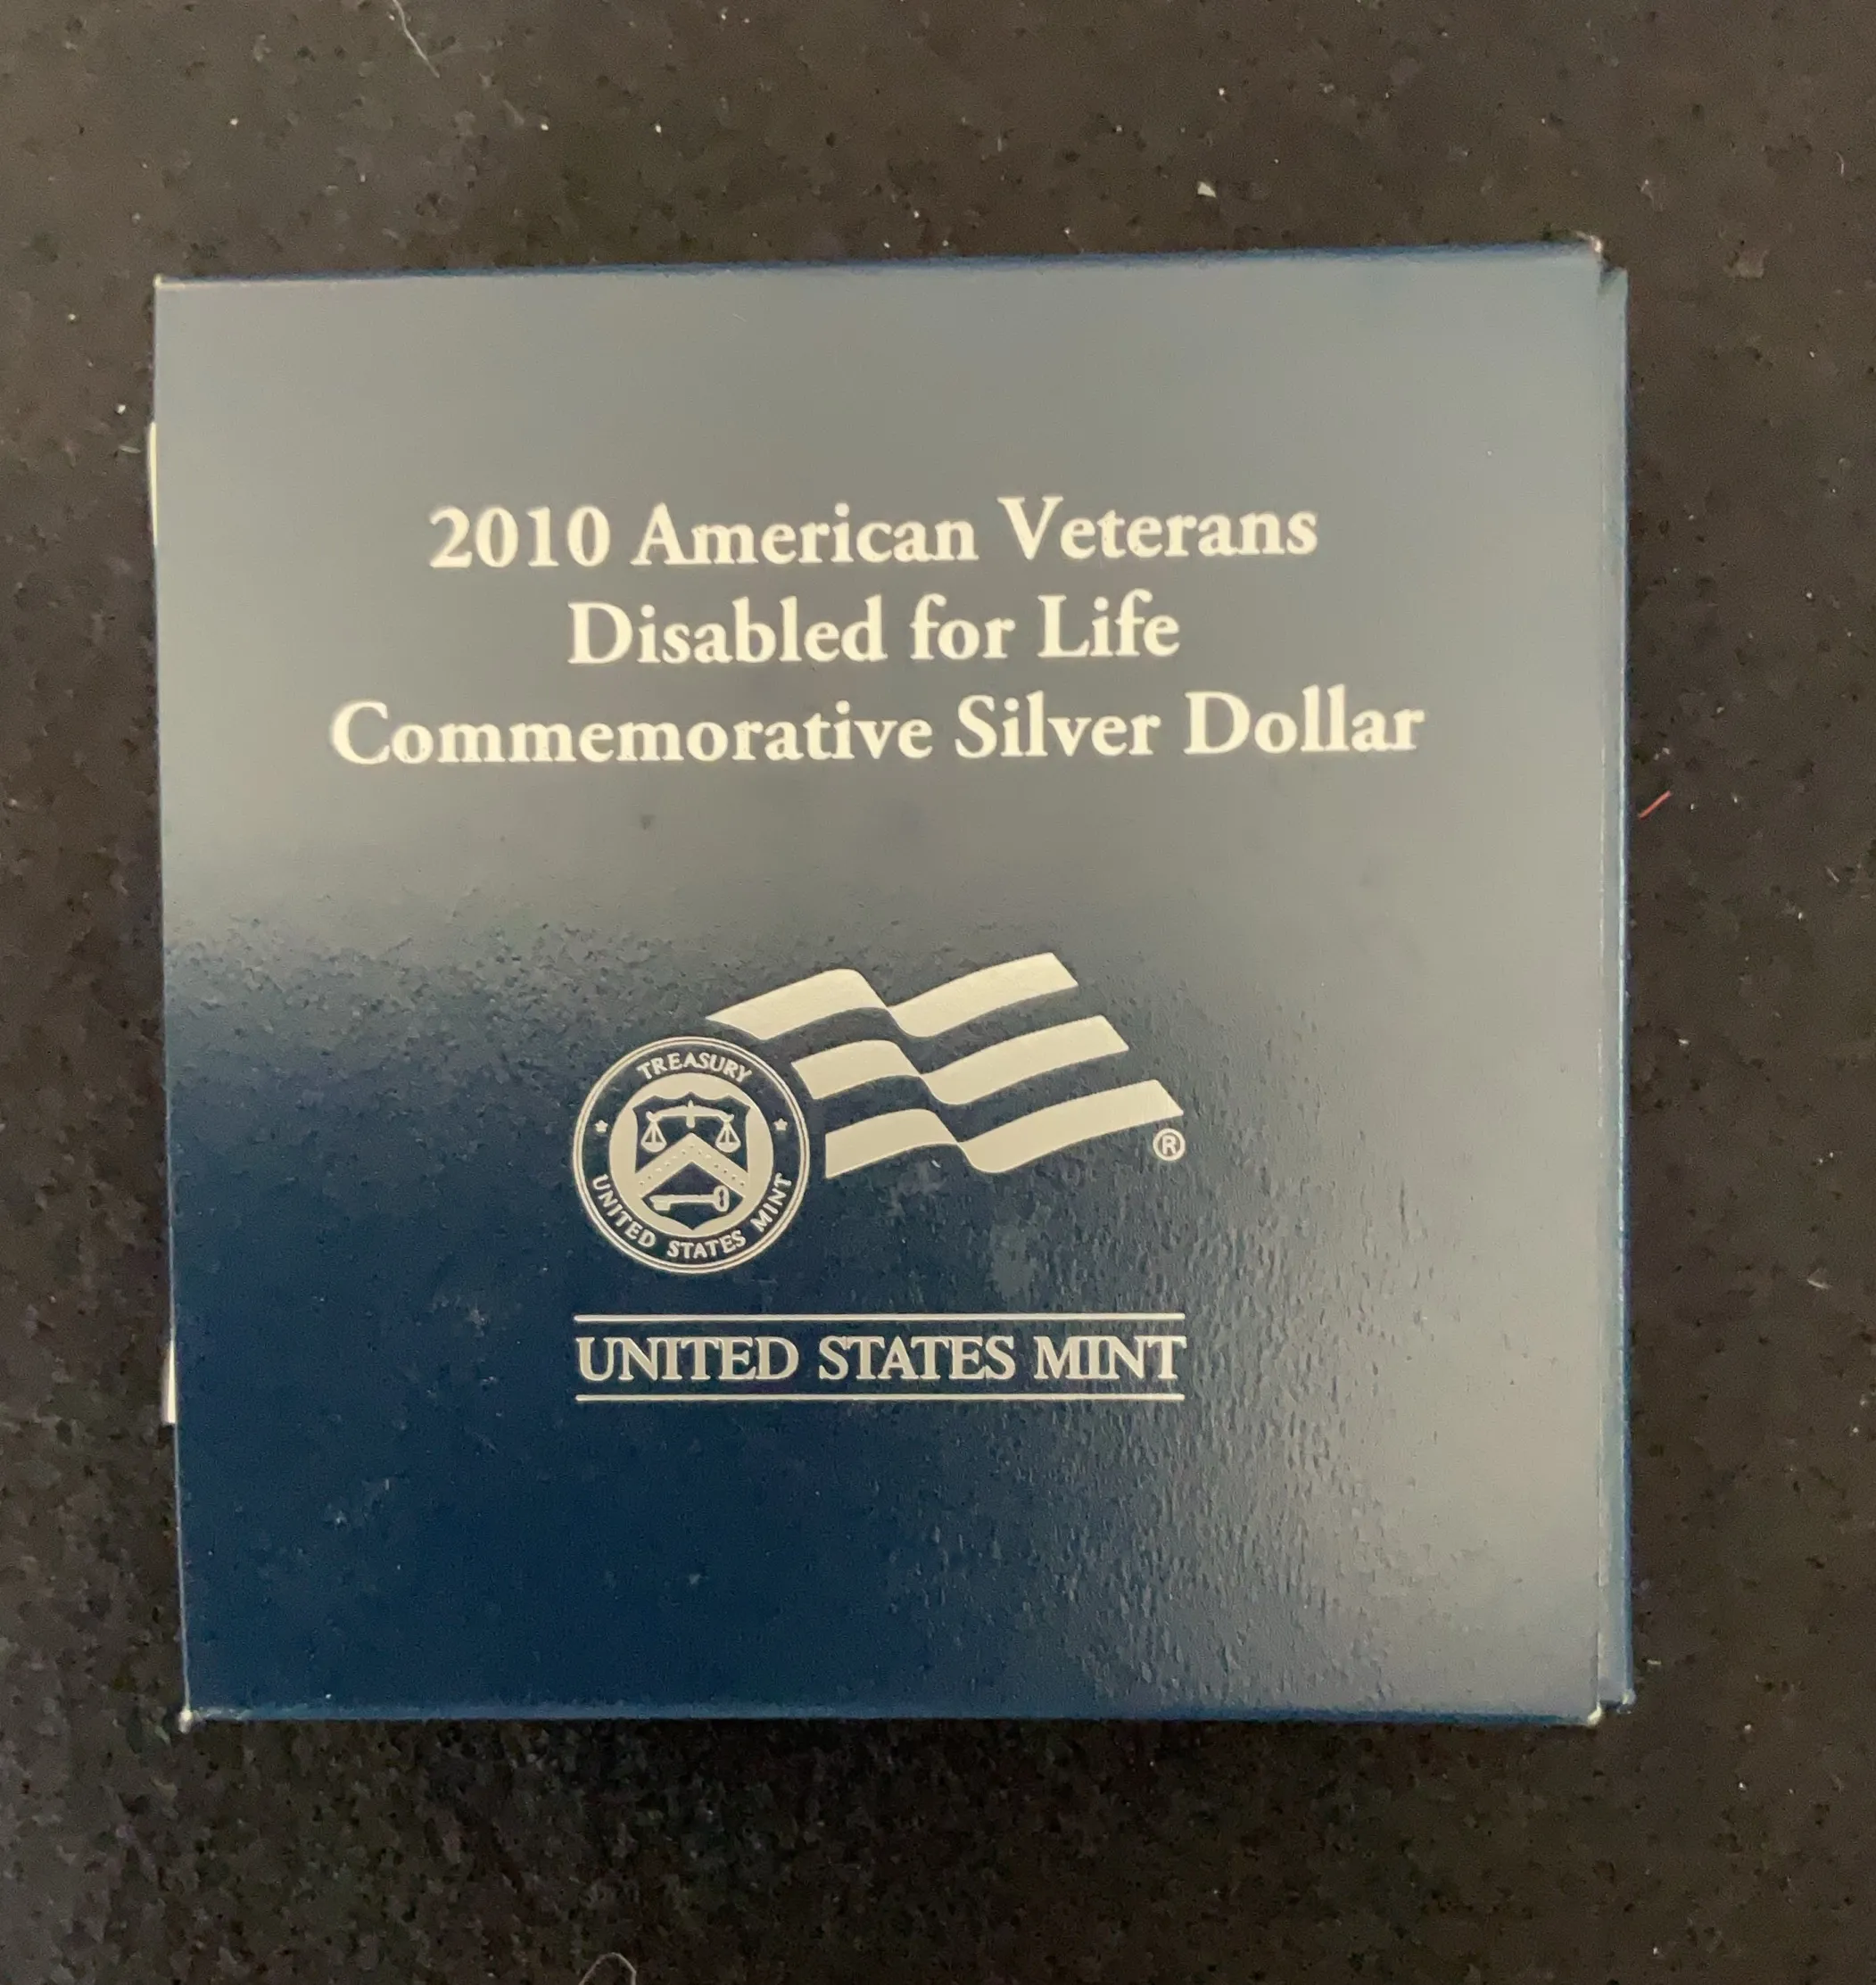 2010 American Veterans
Disabled for Life
Commemorative Silver Dollar
TREASURY
UNITED STATES MINT
®
UNITED STATES MINT